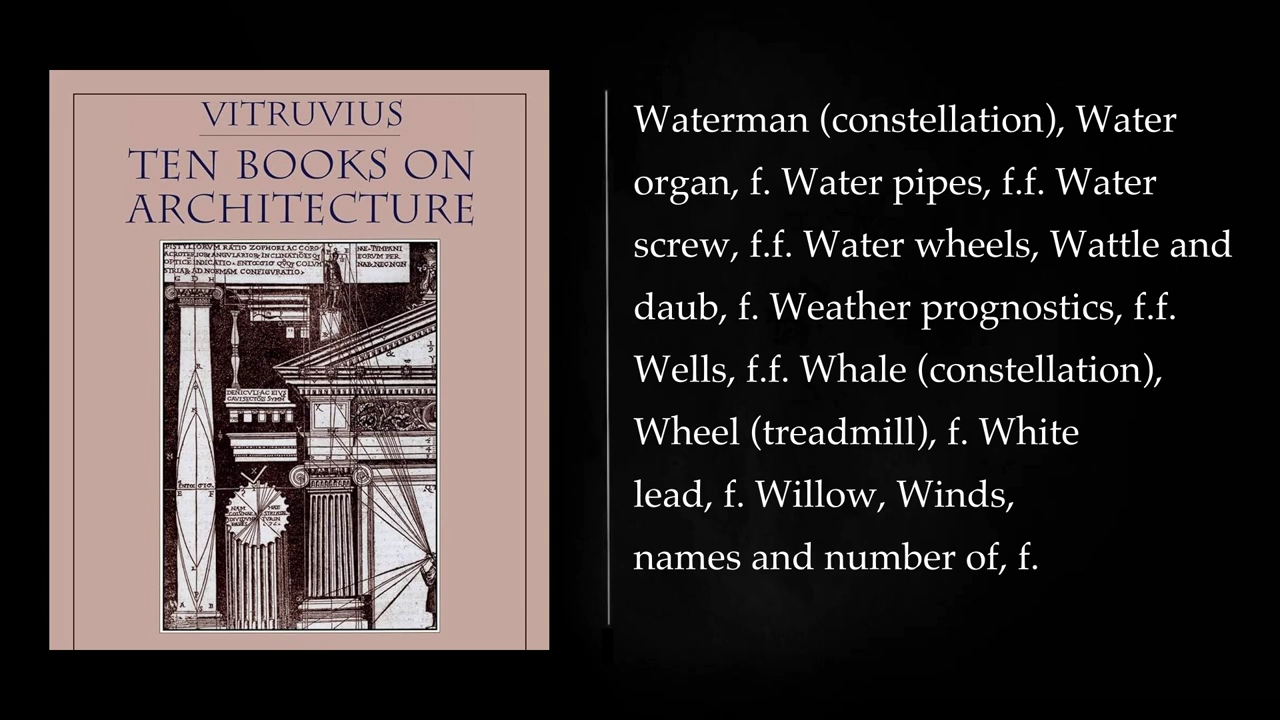 VITRUVIUS
TEN BOOKS ON
ARCHITECTURE
Waterman (constellation), Water
organ, f. Water pipes, f.f. Water
screw, f.f. Water wheels, Wattle and
daub, f. Weather prognostics, f.f.
Wells, f.f. Whale (constellation),
Wheel (treadmill), f. White
lead, f. Willow, Winds,
names and number of, f.